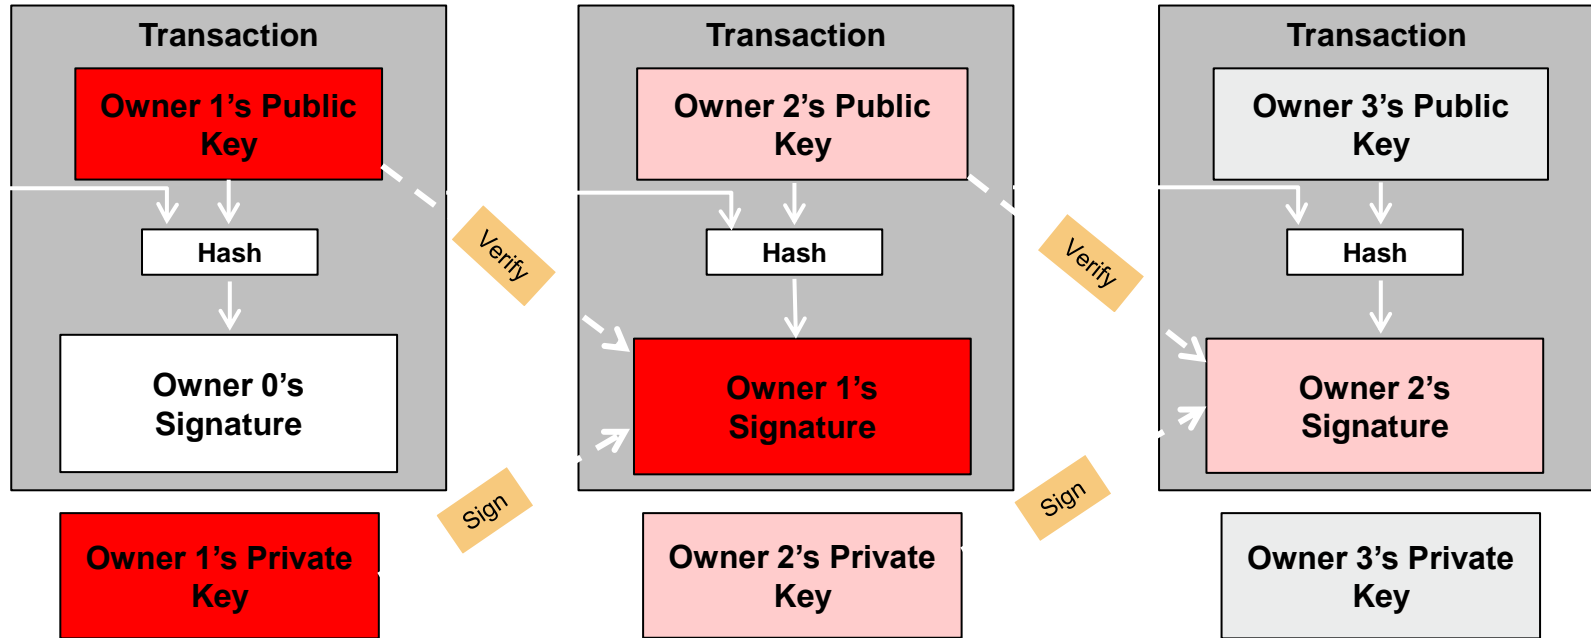 Transaction
Owner 1’s Public
Key
Hash
Owner 0’s
Signature
Owner 1’s Private
Key
Verify
Sign
Transaction
Owner 2’s Public
Key
Hash
Owner 1’s
Signature
Owner 2’s Private
Key
Verify
Sign
Transaction
Owner 3’s Public
Key
Hash
Owner 2’s
Signature
Owner 3’s Private
Key